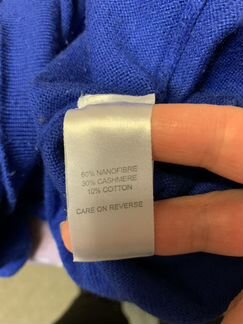 60% NANOFIBRE
30% CASHMERE
10% COTTON
CARE ON REVERSE